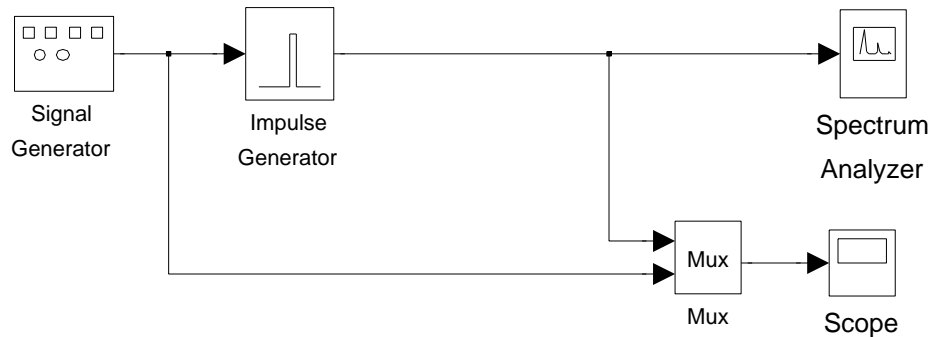 Signal
Generator
Impulse
Generator
Spectrum
Analyzer
Mux
Mux
Scope